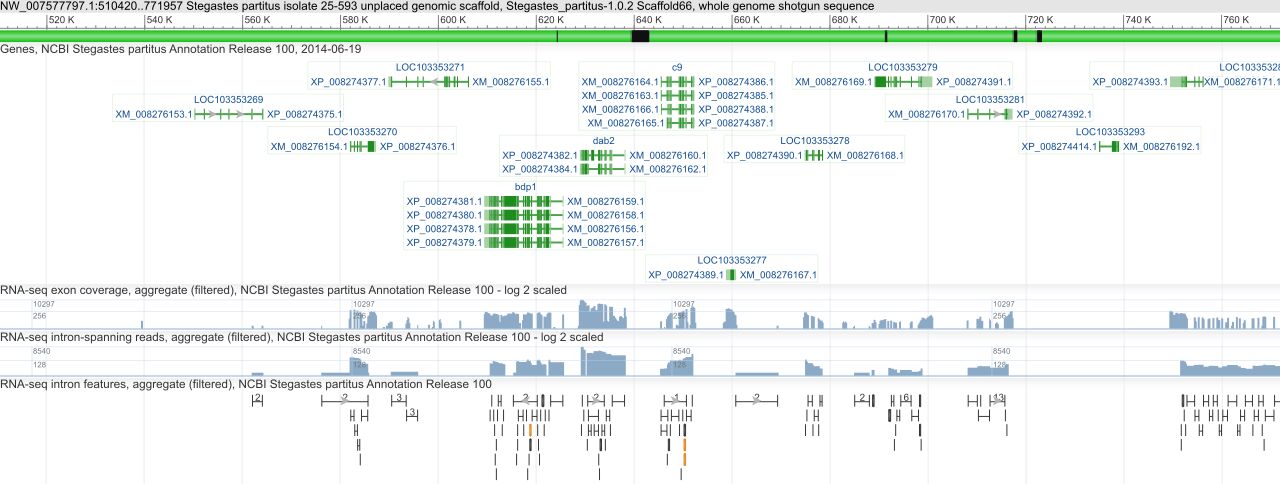 NW_007577797.1:510420..771957 Stegastes partitus isolate 25-593 unplaced genomic scaffold, Stegastes_partitus-1.0.2 Scaffold66, whole genome shotgun sequence
520 K 540 K 560 K 580 K 600 K 620 K 640 K 660 K 680 K 700 K 720 K 740 K 760 K
Genes, NCBI Stegastes partitus Annotation Release 100, 2014-06-19
LOC103353271 c9 LOC103353279 LOC10335328
XP_008274377.1 XM_008276155.1 XM_008276164.1 XP_008274386.1 XM_008276169.1 XP_008274391.1 XP_008274393.1 XM_008276171.1
XM_008276163.1 XP_008274385.1
LOC103353269 LOC103353281
XM_008276153.1 XP_008274375.1 XM_008276166.1 XP_008274388.1 XM_008276170.1 XP_008274392.1
XM_008276165.1 XP_008274387.1
LOC103353270 LOC103353293
dab2 LOC103353278
XM_008276154.1 XP_008274376.1 XP_008274414.1 XM_008276192.1
XP_008274382.1 XM_008276160.1 XP_008274390.1 XM_008276168.1
XP_008274384.1 XM_008276162.1
bdp1
XP_008274381.1 XM_008276159.1
XP_008274380.1 XM_008276158.1
XP_008274378.1 XM_008276156.1
XP_008274379.1 XM_008276157.1
LOC103353277
XP_008274389.1 XM_008276167.1
RNA-seq exon coverage, aggregate (filtered), NCBI Stegastes partitus Annotation Release 100 - log 2 scaled
10297 10297 10297 10297
256 256 256 256
RNA-seq intron-spanning reads, aggregate (filtered), NCBI Stegastes partitus Annotation Release 100 - log 2 scaled
8540 8540 8540 8540
128 128 128 128
RNA-seq intron features, aggregate (filtered), NCBI Stegastes partitus Annotation Release 100
2 2 3 2 2 1 2 2 6 13
3